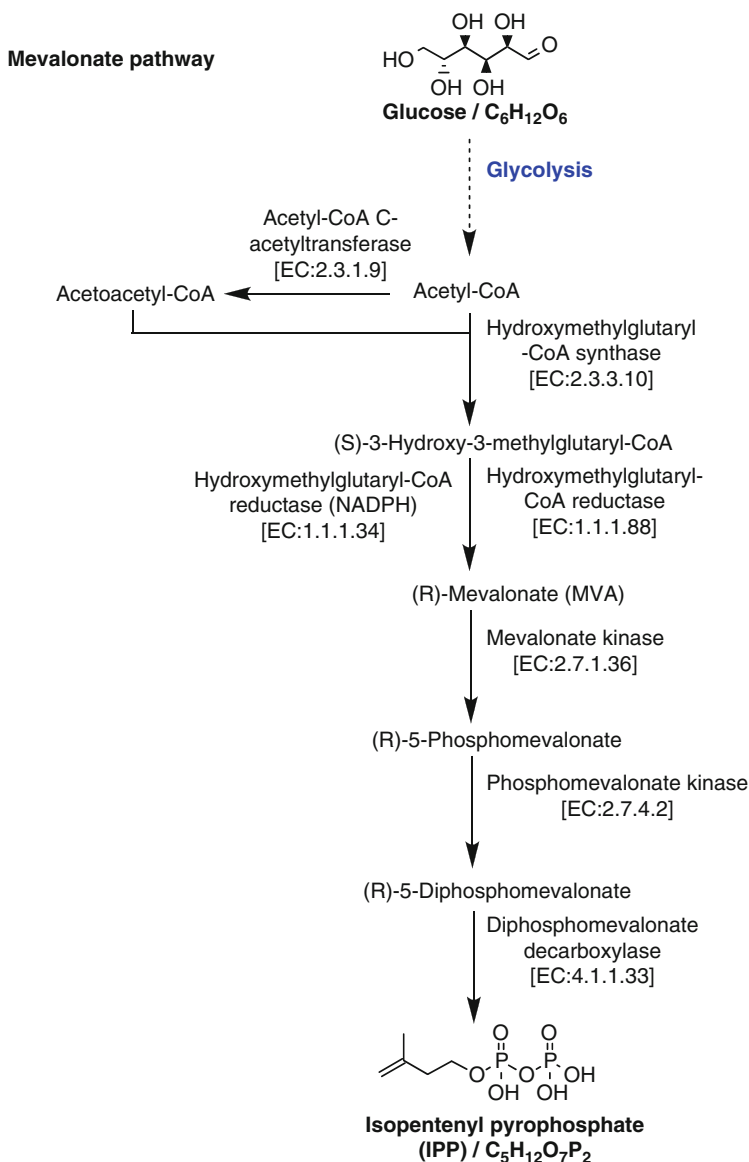 Mevalonate pathway
OH OH
HO
O
OH OH
Glucose / C₆H₁₂O₆
Glycolysis
Acetyl-CoA C-
acetyltransferase
[EC:2.3.1.9]
Acetoacetyl-CoA
Acetyl-CoA
Hydroxymethylglutaryl
-CoA synthase
[EC:2.3.3.10]
(S)-3-Hydroxy-3-methylglutaryl-CoA
Hydroxymethylglutaryl-CoA
reductase (NADPH)
[EC:1.1.1.34]
Hydroxymethylglutaryl-
CoA reductase
[EC:1.1.1.88]
(R)-Mevalonate (MVA)
Mevalonate kinase
[EC:2.7.1.36]
(R)-5-Phosphomevalonate
Phosphomevalonate kinase
[EC:2.7.4.2]
(R)-5-Diphosphomevalonate
Diphosphomevalonate
decarboxylase
[EC:4.1.1.33]
O O
O P O P OH
OH OH
Isopentenyl pyrophosphate
(IPP) / C₅H₁₂O₇P₂